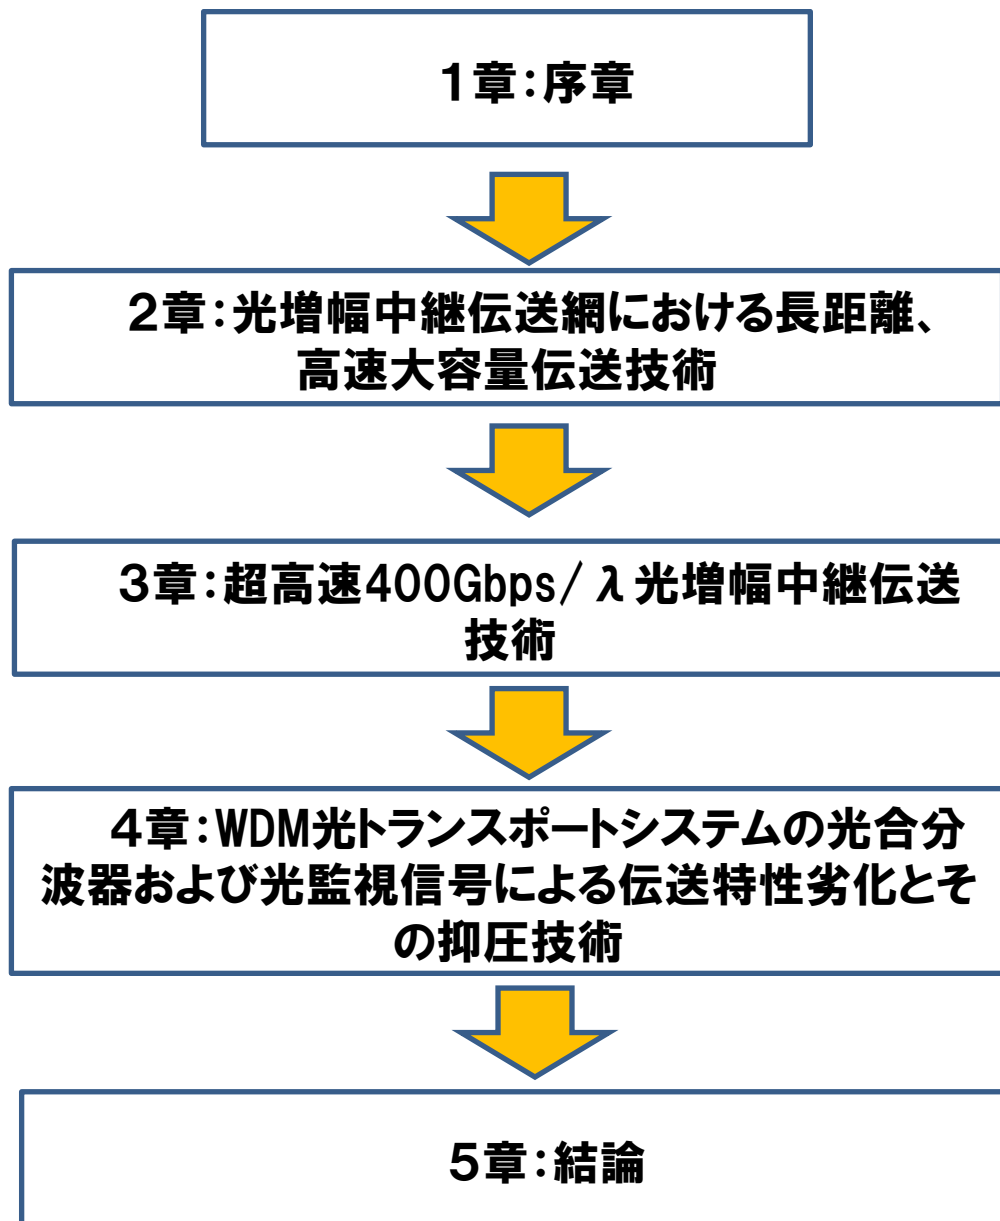 1章：序章
2章：光増幅中継伝送網における長距離、
高速大容量伝送技術
3章：超高速400Gbps/λ光増幅中継伝送
技術
4章：WDM光トランスポートシステムの光合分
波器および光監視信号による伝送特性劣化とそ
の抑圧技術
5章：結論